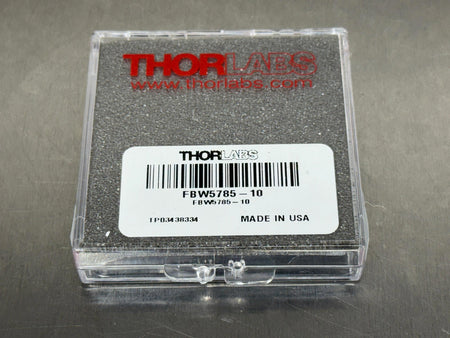 THORLABS
www.thorlabs.com
THORLABS
FBW5785-10
FBW5785-10
TP03438334
MADE IN USA